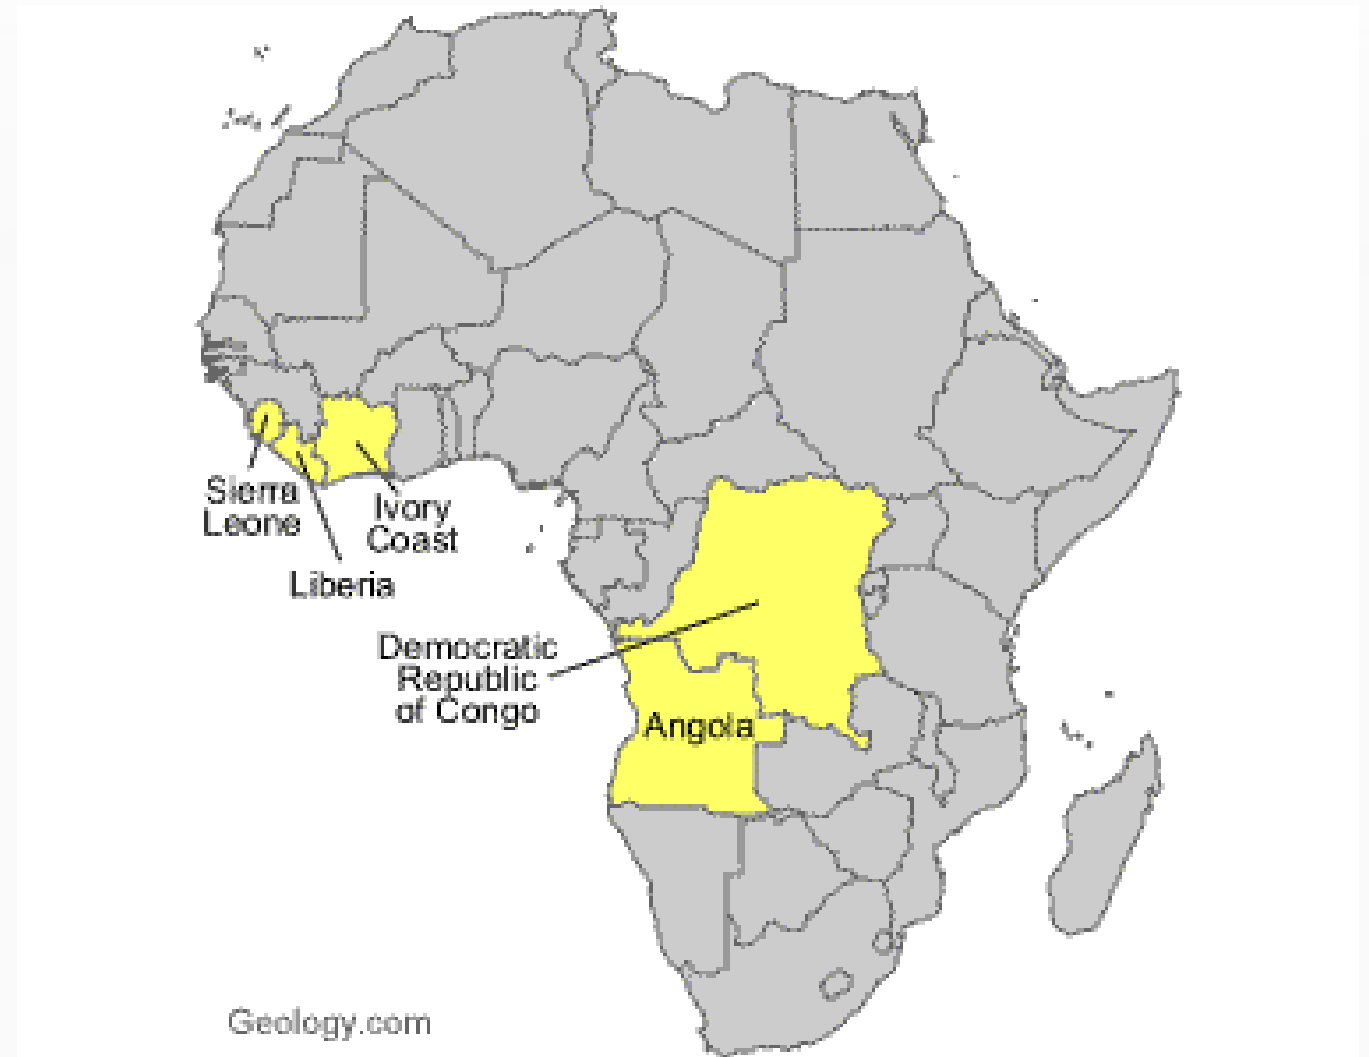 Sierra
Leone
Ivory
Coast
Liberia
Democratic
Republic
of Congo
Angola
Geology.com